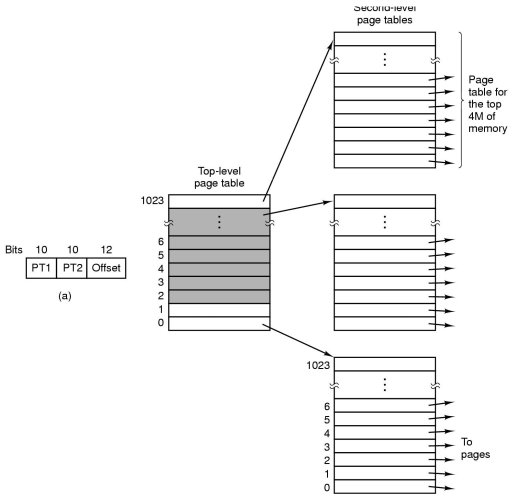 Second-level
page tables
Page
table for
the top
4M of
memory
Top-level
page table
1023
6
5
4
3
2
1
0
Bits 10 10 12
PT1 PT2 Offset
(a)
1023
6
5
4
3
2
1
0
To
pages